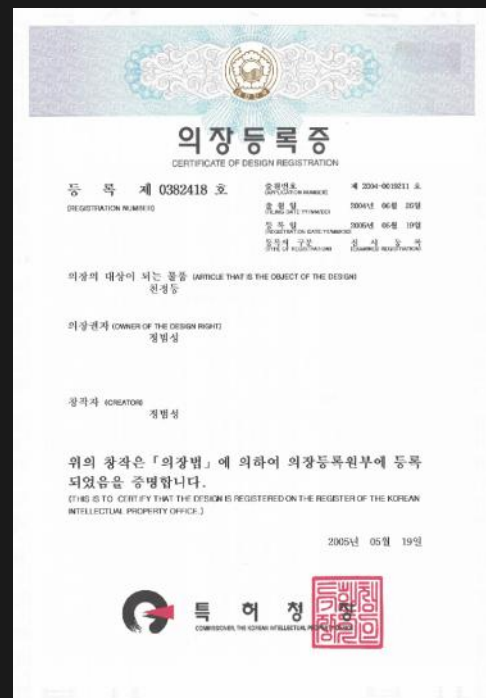 의장등록증
CERTIFICATE OF DESIGN REGISTRATION
등 록 제 0382418 호
(REGISTRATION NUMBER)
출원번호 제 2004-0019211 호
(APPLICATION NUMBER)
출원일 2004년 06월
(FILING DATE:YY/MM/DD)
등록일 2005년 05월 19일
(REGISTRATION DATE:YY/MM/DD)
등록의 구분 심 사 등 록
(TYPE OF REGISTRATION) (EXAMINED REGISTRATION)
의장의 대상이 되는 물품 (ARTICLE THAT IS THE OBJECT OF THE DESIGN)
천정등
의장권자 (OWNER OF THE DESIGN RIGHT)
정범성
창작자 (CREATOR)
정범성
위의 창작은 「의장법」에 의하여 의장등록원부에 등록
되었음을 증명합니다.
(THIS IS TO CERTIFY THAT THE DESIGN IS REGISTERED ON THE REGISTER OF THE KOREAN
INTELLECTUAL PROPERTY OFFICE.)
2005년 05월 19일
특 허 청 장
COMMISSIONER, THE KOREAN INTELLECTUAL PROPERTY OFFICE